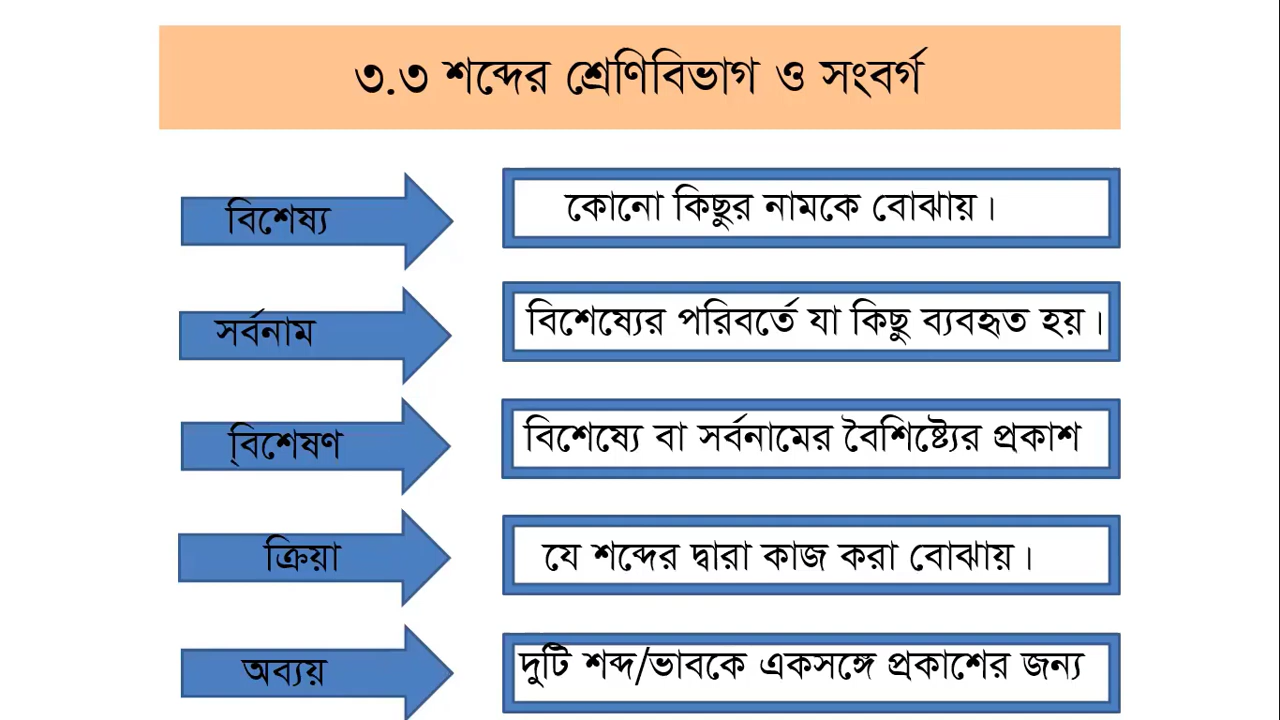 ৩.৩ শব্দের শ্রেণিবিভাগ ও সংবর্গ
বিশেষ্য
কোনো কিছুর নামকে বোঝায়।
সর্বনাম
বিশেষ্যের পরিবর্তে যা কিছু ব্যবহৃত হয়।
বিশেষণ
বিশেষ্যে বা সর্বনামের বৈশিষ্ট্যের প্রকাশ
ক্রিয়া
যে শব্দের দ্বারা কাজ করা বোঝায়।
অব্যয়
দুটি শব্দ/ভাবকে একসঙ্গে প্রকাশের জন্য